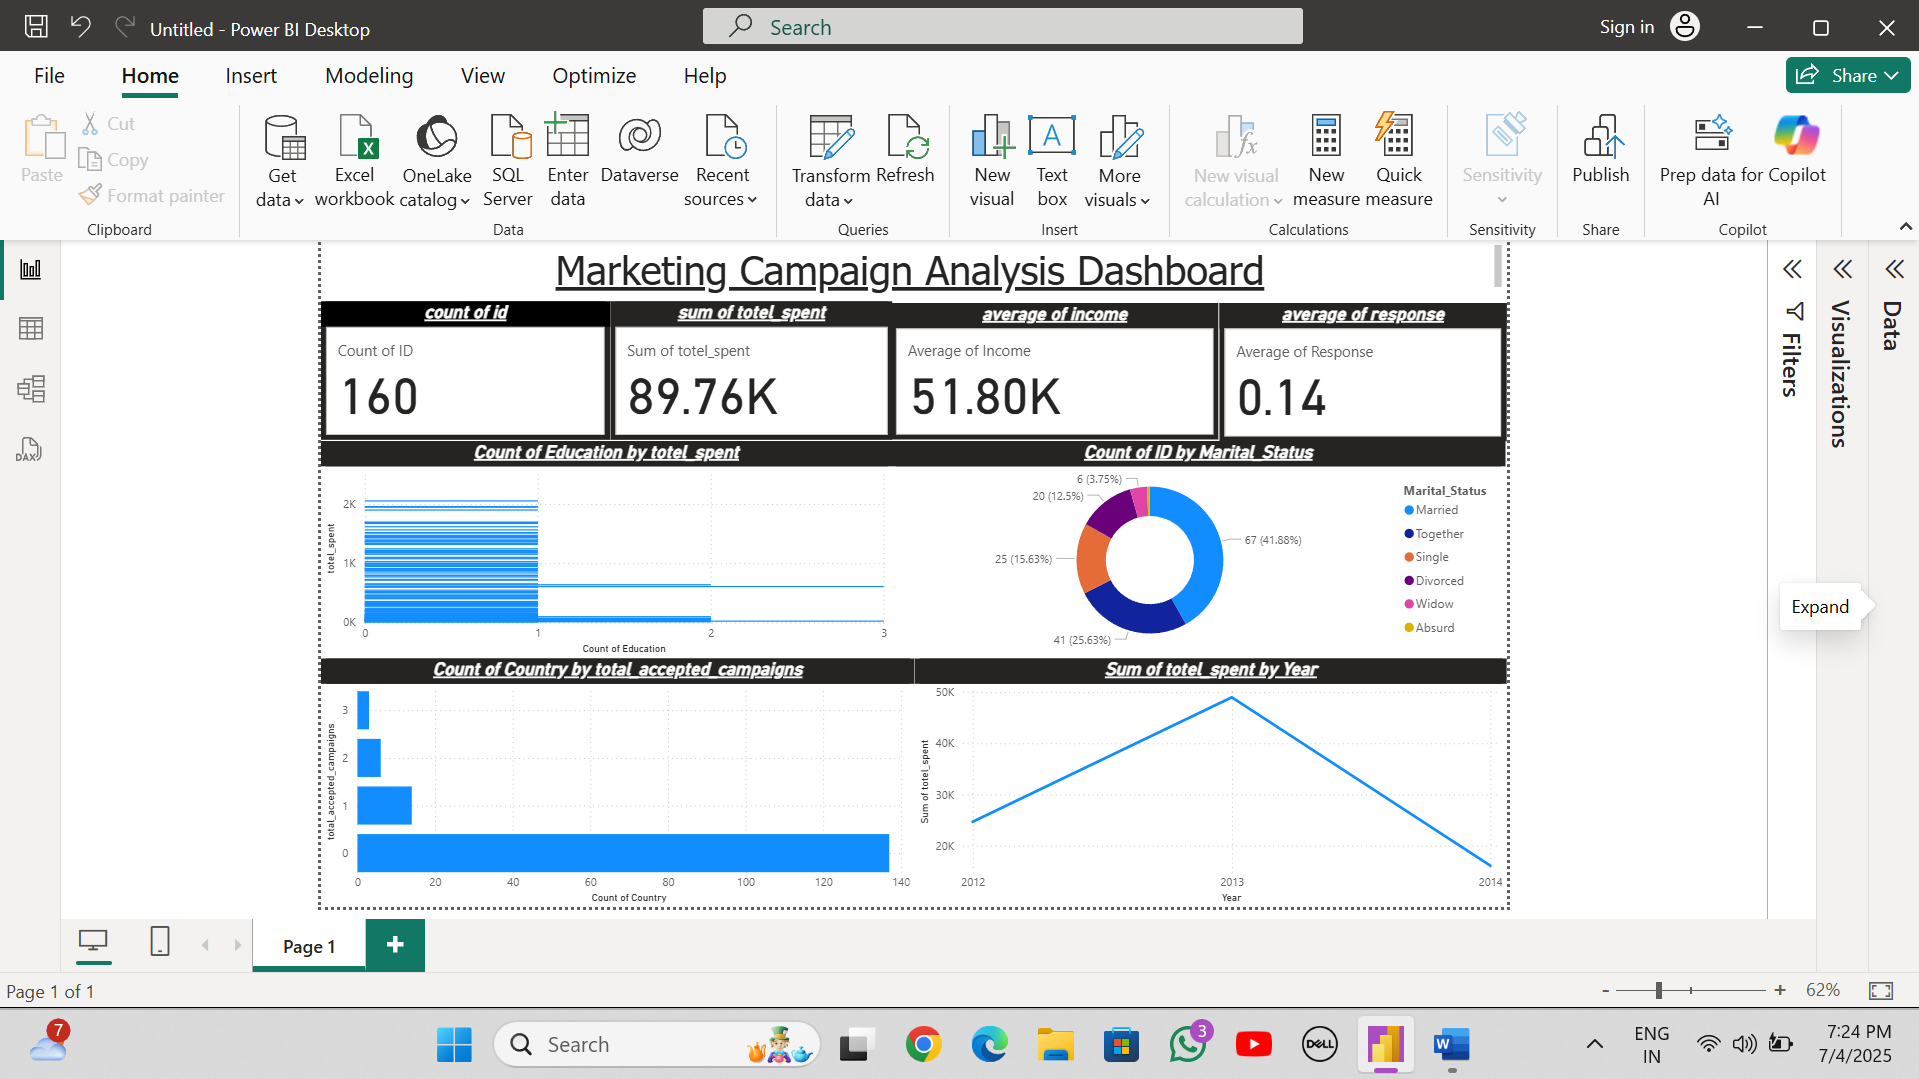 Untitled - Power BI Desktop
Search
Sign in
File
Home
Insert
Modeling
View
Optimize
Help
Share
Paste
Cut
Copy
Format painter
Clipboard
Get data
Excel workbook
OneLake catalog
SQL Server
Enter data
Dataverse
Recent sources
Data
Transform data
Refresh
Queries
New visual
Text box
More visuals
Insert
New visual calculation
New measure
Quick measure
Calculations
Sensitivity
Sensitivity
Publish
Share
Prep data for AI
Copilot
Copilot
DAX
Marketing Campaign Analysis Dashboard
count of id
Count of ID
160
sum of totel_spent
Sum of totel_spent
89.76K
average of income
Average of Income
51.80K
average of response
Average of Response
0.14
Count of Education by totel_spent
totel_spent
2K
1K
0K
0 1 2 3
Count of Education
Count of ID by Marital_Status
6 (3.75%)
20 (12.5%)
25 (15.63%)
41 (25.63%)
67 (41.88%)
Marital_Status
Married
Together
Single
Divorced
Widow
Absurd
Count of Country by total_accepted_campaigns
total_accepted_campaigns
3
2
1
0
0 20 40 60 80 100 120 140
Count of Country
Sum of totel_spent by Year
Sum of totel_spent
50K
40K
30K
20K
2012 2013 2014
Year
Filters
Visualizations
Data
Expand
Page 1
+
Page 1 of 1
- + 62%
7
Search
3
DELL
W
ENG
IN
7:24 PM
7/4/2025